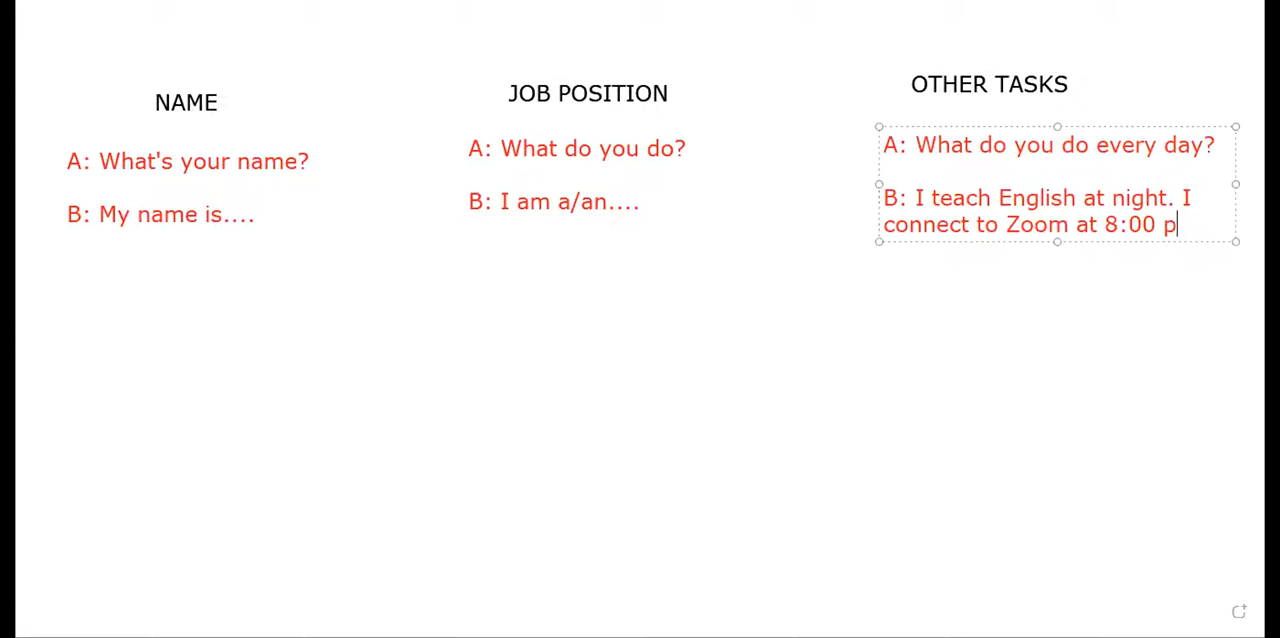 NAME
A: What's your name?
B: My name is....
JOB POSITION
A: What do you do?
B: I am a/an....
OTHER TASKS
A: What do you do every day?
B: I teach English at night. I
connect to Zoom at 8:00 p